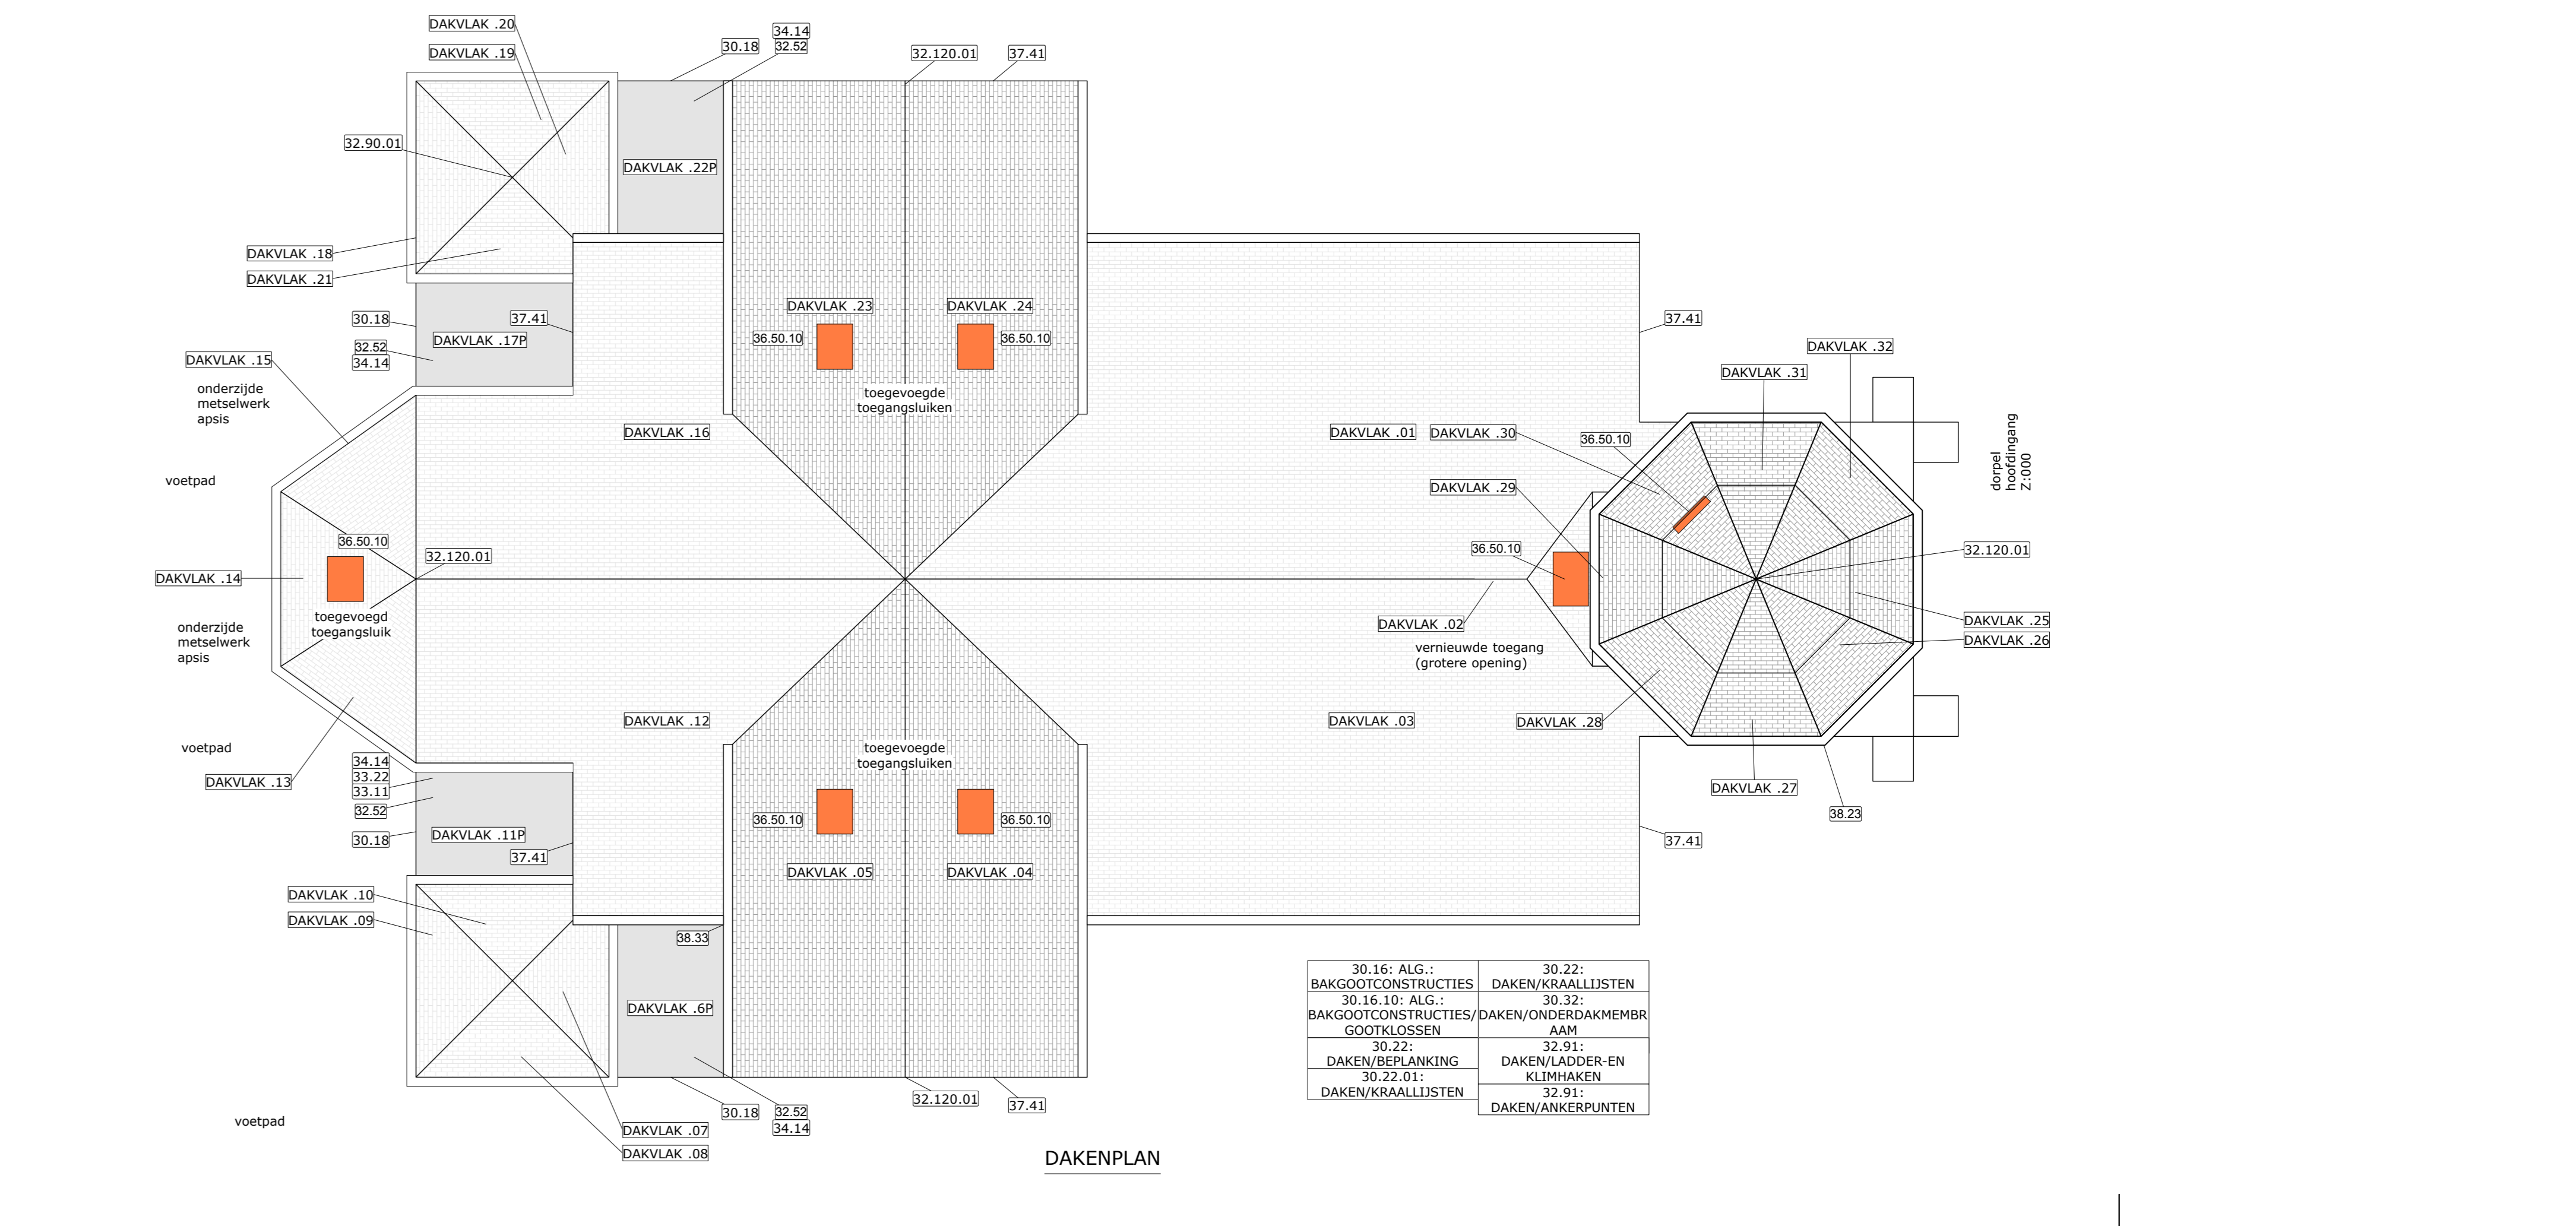 DAKVLAK .20
DAKVLAK .19
30.18
34.14
32.52
32.120.01
37.41
32.90.01
DAKVLAK .22P
DAKVLAK .18
DAKVLAK .21
30.18
37.41
DAKVLAK .17P
32.52
34.14
DAKVLAK .15
onderzijde
metselwerk
apsis
voetpad
DAKVLAK .23
DAKVLAK .24
36.50.10
36.50.10
toegevoegde
toegangsluiken
DAKVLAK .16
37.41
DAKVLAK .32
DAKVLAK .31
DAKVLAK .01
DAKVLAK .30
36.50.10
DAKVLAK .29
dorpel
hoofdingang
Z:000
36.50.10
36.50.10
32.120.01
32.120.01
DAKVLAK .14
toegevoegd
toegangsluik
onderzijde
metselwerk
apsis
DAKVLAK .02
vernieuwde toegang
(grotere opening)
DAKVLAK .25
DAKVLAK .26
DAKVLAK .12
DAKVLAK .03
DAKVLAK .28
voetpad
DAKVLAK .13
34.14
33.22
33.11
32.52
30.18
DAKVLAK .11P
37.41
toegevoegde
toegangsluiken
36.50.10
36.50.10
DAKVLAK .05
DAKVLAK .04
DAKVLAK .27
38.23
37.41
DAKVLAK .10
DAKVLAK .09
38.33
DAKVLAK .6P
30.18
32.52
34.14
32.120.01
37.41
DAKVLAK .07
DAKVLAK .08
voetpad
30.16: ALG.:
BAKGOOTCONSTRUCTIES
30.16.10: ALG.:
BAKGOOTCONSTRUCTIES/
GOOTKLOSSEN
30.22:
DAKEN/BEPLANKING
30.22.01:
DAKEN/KRAALLIJSTEN
30.22:
DAKEN/KRAALLIJSTEN
30.32:
DAKEN/ONDERDAKMEMBR
AAM
32.91:
DAKEN/LADDER-EN
KLIMHAKEN
32.91:
DAKEN/ANKERPUNTEN
DAKENPLAN